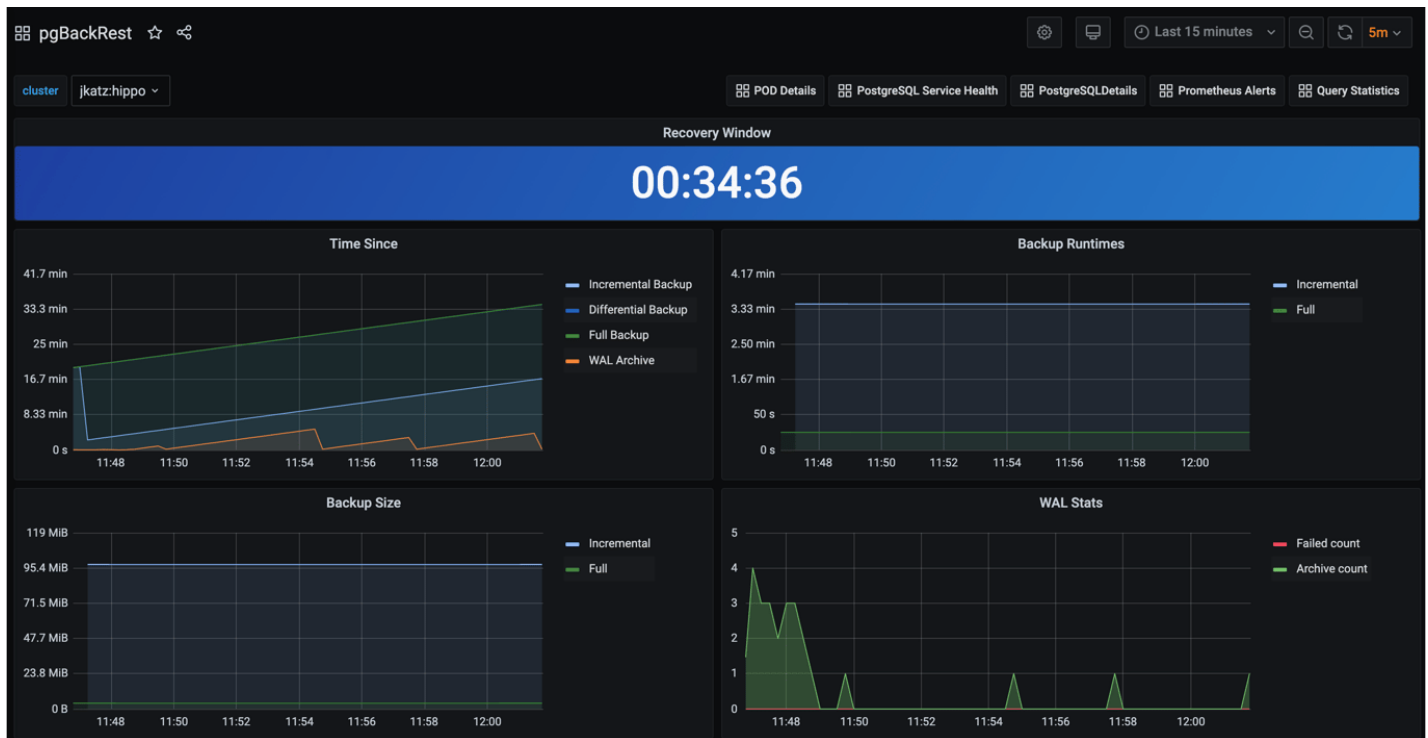 pgBackRest
Last 15 minutes
5m
cluster
jkatz:hippo
POD Details
PostgreSQL Service Health
PostgreSQLDetails
Prometheus Alerts
Query Statistics
Recovery Window
00:34:36
Time Since
41.7 min
33.3 min
25 min
16.7 min
8.33 min
0 s
11:48 11:50 11:52 11:54 11:56 11:58 12:00
Incremental Backup
Differential Backup
Full Backup
WAL Archive
Backup Runtimes
4.17 min
3.33 min
2.50 min
1.67 min
50 s
0 s
11:48 11:50 11:52 11:54 11:56 11:58 12:00
Incremental
Full
Backup Size
119 MiB
95.4 MiB
71.5 MiB
47.7 MiB
23.8 MiB
0 B
11:48 11:50 11:52 11:54 11:56 11:58 12:00
Incremental
Full
WAL Stats
5
4
3
2
1
0
11:48 11:50 11:52 11:54 11:56 11:58 12:00
Failed count
Archive count